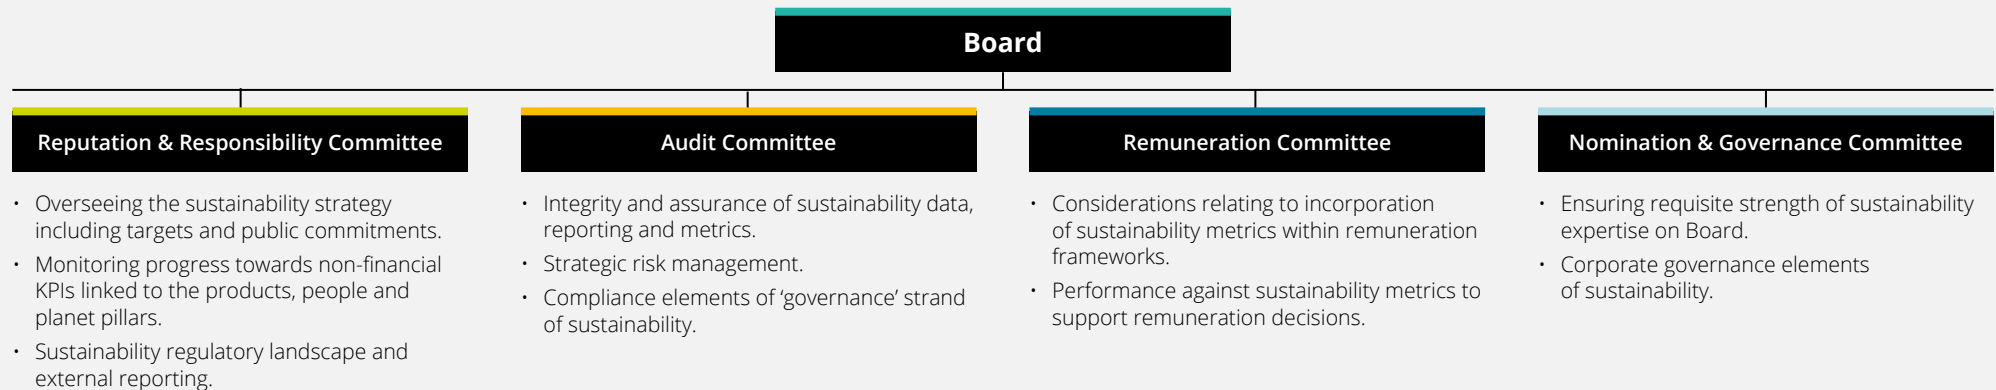 Board
Reputation & Responsibility Committee
• Overseeing the sustainability strategy
including targets and public commitments.
• Monitoring progress towards non-financial
KPIs linked to the products, people and
planet pillars.
• Sustainability regulatory landscape and
external reporting.
Audit Committee
• Integrity and assurance of sustainability data,
reporting and metrics.
• Strategic risk management.
• Compliance elements of ‘governance’ strand
of sustainability.
Remuneration Committee
• Considerations relating to incorporation
of sustainability metrics within remuneration
frameworks.
• Performance against sustainability metrics to
support remuneration decisions.
Nomination & Governance Committee
• Ensuring requisite strength of sustainability
expertise on Board.
• Corporate governance elements
of sustainability.